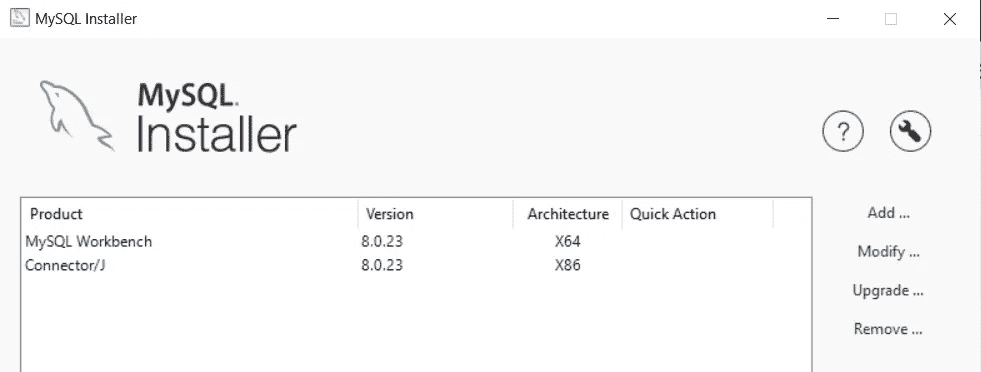 MySQL Installer
MySQL.
Installer
?
Product Version Architecture Quick Action
MySQL Workbench 8.0.23 X64
Connector/J 8.0.23 X86
Add ...
Modify ...
Upgrade ...
Remove ...